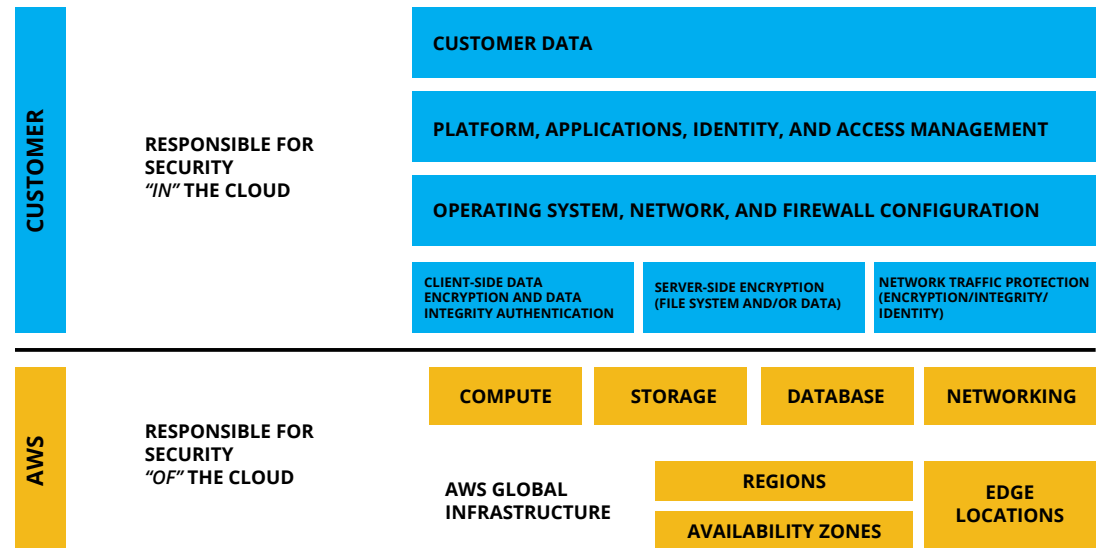 CUSTOMER
RESPONSIBLE FOR
SECURITY
“IN” THE CLOUD
CUSTOMER DATA
PLATFORM, APPLICATIONS, IDENTITY, AND ACCESS MANAGEMENT
OPERATING SYSTEM, NETWORK, AND FIREWALL CONFIGURATION
CLIENT-SIDE DATA
ENCRYPTION AND DATA
INTEGRITY AUTHENTICATION
SERVER-SIDE ENCRYPTION
(FILE SYSTEM AND/OR DATA)
NETWORK TRAFFIC PROTECTION
(ENCRYPTION/INTEGRITY/
IDENTITY)
AWS
RESPONSIBLE FOR
SECURITY
“OF” THE CLOUD
COMPUTE
STORAGE
DATABASE
NETWORKING
AWS GLOBAL
INFRASTRUCTURE
REGIONS
AVAILABILITY ZONES
EDGE
LOCATIONS